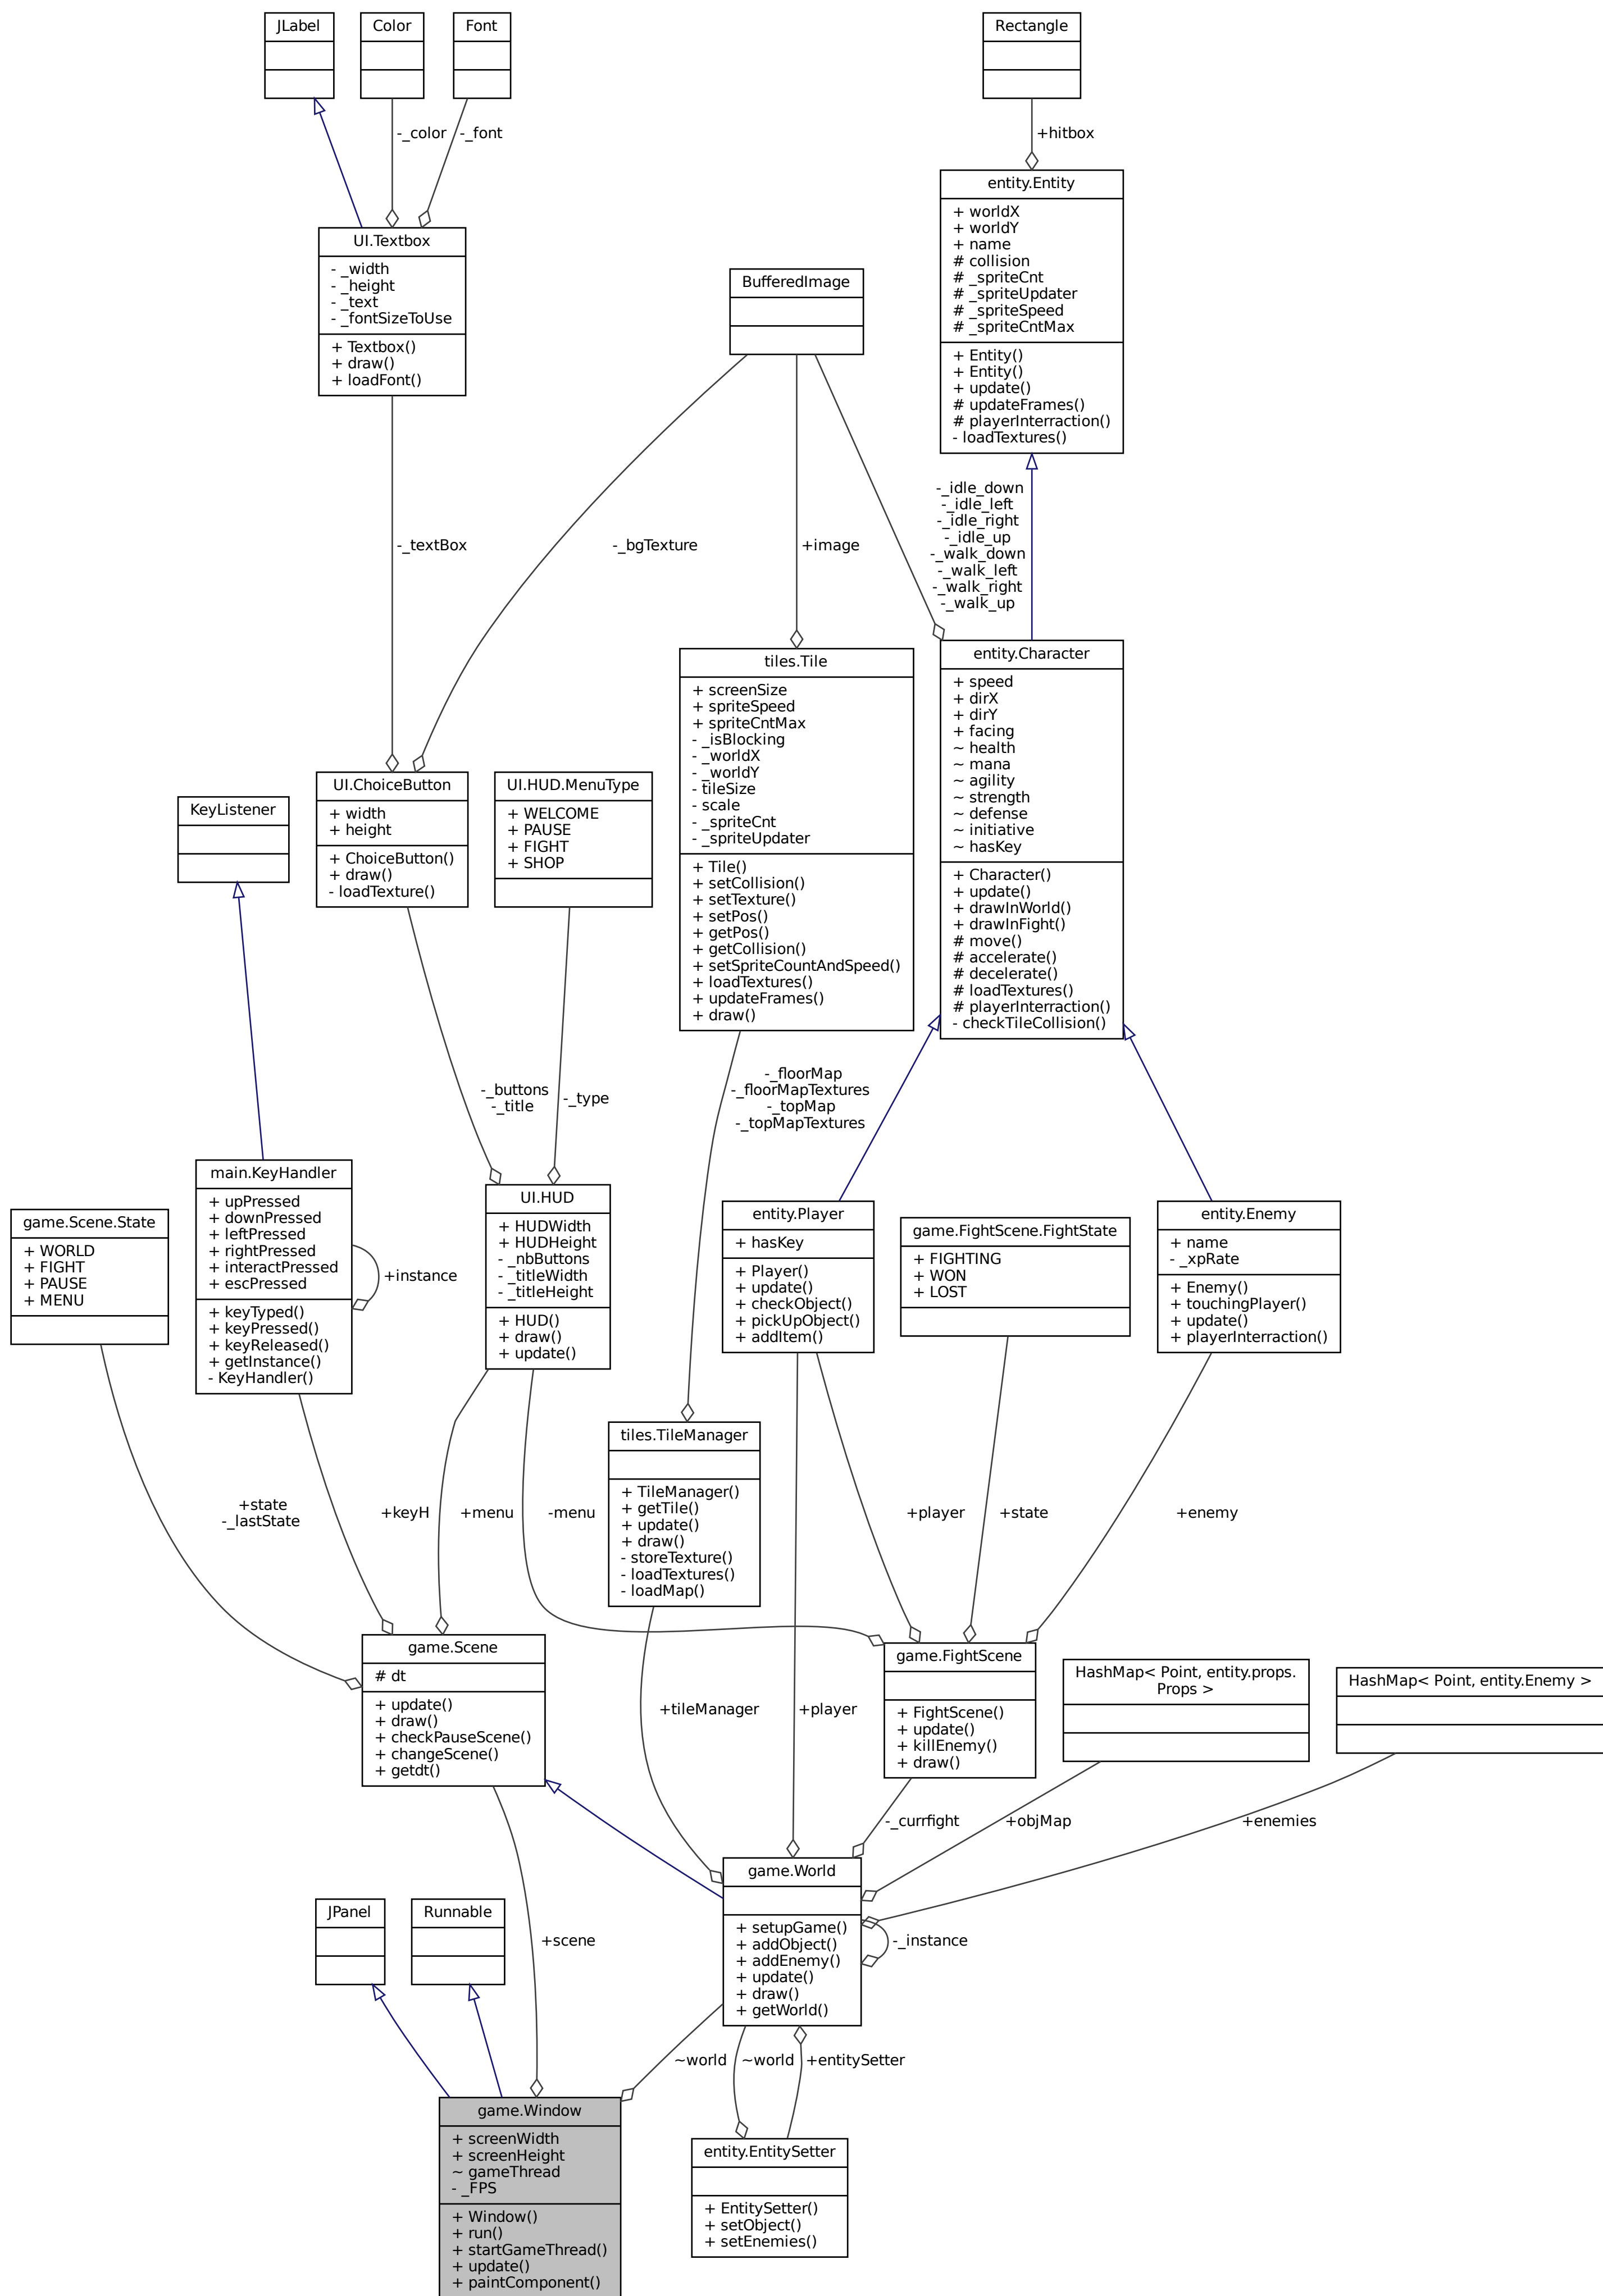 JLabel
Color
Font
Rectangle
-_color
-_font
+hitbox
entity.Entity
+ worldX
+ worldY
+ name
# collision
# _spriteCnt
# _spriteUpdater
# _spriteSpeed
# _spriteCntMax
+ Entity()
+ Entity()
+ update()
# updateFrames()
# playerInterraction()
- loadTextures()
UI.Textbox
- _width
- _height
- _text
- _fontSizeToUse
+ Textbox()
+ draw()
+ loadFont()
BufferedImage
-_textBox
-_bgTexture
+image
-_idle_down
-_idle_left
-_idle_right
-_idle_up
-_walk_down
-_walk_left
-_walk_right
-_walk_up
tiles.Tile
+ screenSize
+ spriteSpeed
+ spriteCntMax
- _isBlocking
- _worldX
- _worldY
- tileSize
- scale
- _spriteCnt
- _spriteUpdater
+ Tile()
+ setCollision()
+ setTexture()
+ setPos()
+ getPos()
+ getCollision()
+ setSpriteCountAndSpeed()
+ loadTextures()
+ updateFrames()
+ draw()
entity.Character
+ speed
+ dirX
+ dirY
+ facing
~ health
~ mana
~ agility
~ strength
~ defense
~ initiative
~ hasKey
+ Character()
+ update()
+ drawInWorld()
+ drawInFight()
# move()
# accelerate()
# decelerate()
# loadTextures()
# playerInterraction()
- checkTileCollision()
KeyListener
UI.ChoiceButton
+ width
+ height
+ ChoiceButton()
+ draw()
- loadTexture()
UI.HUD.MenuType
+ WELCOME
+ PAUSE
+ FIGHT
+ SHOP
-_buttons
-_title
-_type
-_floorMap
-_floorMapTextures
-_topMap
-_topMapTextures
game.Scene.State
+ WORLD
+ FIGHT
+ PAUSE
+ MENU
main.KeyHandler
+ upPressed
+ downPressed
+ leftPressed
+ rightPressed
+ interactPressed
+ escPressed
+ keyTyped()
+ keyPressed()
+ keyReleased()
+ getInstance()
- KeyHandler()
+instance
UI.HUD
+ HUDWidth
+ HUDHeight
- _nbButtons
- _titleWidth
- _titleHeight
+ HUD()
+ draw()
+ update()
entity.Player
+ hasKey
+ Player()
+ update()
+ checkObject()
+ pickUpObject()
+ addItem()
game.FightScene.FightState
+ FIGHTING
+ WON
+ LOST
entity.Enemy
+ name
- _xpRate
+ Enemy()
+ touchingPlayer()
+ update()
+ playerInterraction()
tiles.TileManager
+ TileManager()
+ getTile()
+ update()
+ draw()
- storeTexture()
- loadTextures()
- loadMap()
+state
-_lastState
+keyH
+menu
-menu
+player
+state
+enemy
game.Scene
# dt
+ update()
+ draw()
+ checkPauseScene()
+ changeScene()
+ getdt()
+tileManager
+player
game.FightScene
+ FightScene()
+ update()
+ killEnemy()
+ draw()
HashMap< Point, entity.props.
Props >
HashMap< Point, entity.Enemy >
-_currfight
+objMap
+enemies
game.World
+ setupGame()
+ addObject()
+ addEnemy()
+ update()
+ draw()
+ getWorld()
-_instance
JPanel
Runnable
+scene
~world
~world
+entitySetter
game.Window
+ screenWidth
+ screenHeight
~ gameThread
- _FPS
+ Window()
+ run()
+ startGameThread()
+ update()
+ paintComponent()
entity.EntitySetter
+ EntitySetter()
+ setObject()
+ setEnemies()